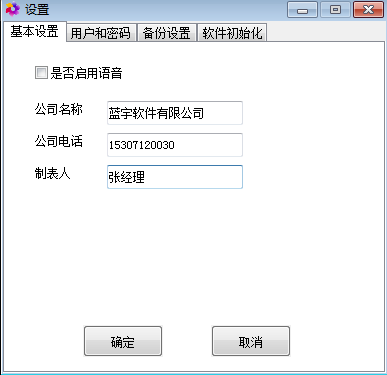 设置
基本设置 用户和密码 备份设置 软件初始化
是否启用语音
公司名称 蓝宇软件有限公司
公司电话 15307120030
制表人 张经理
确定 取消